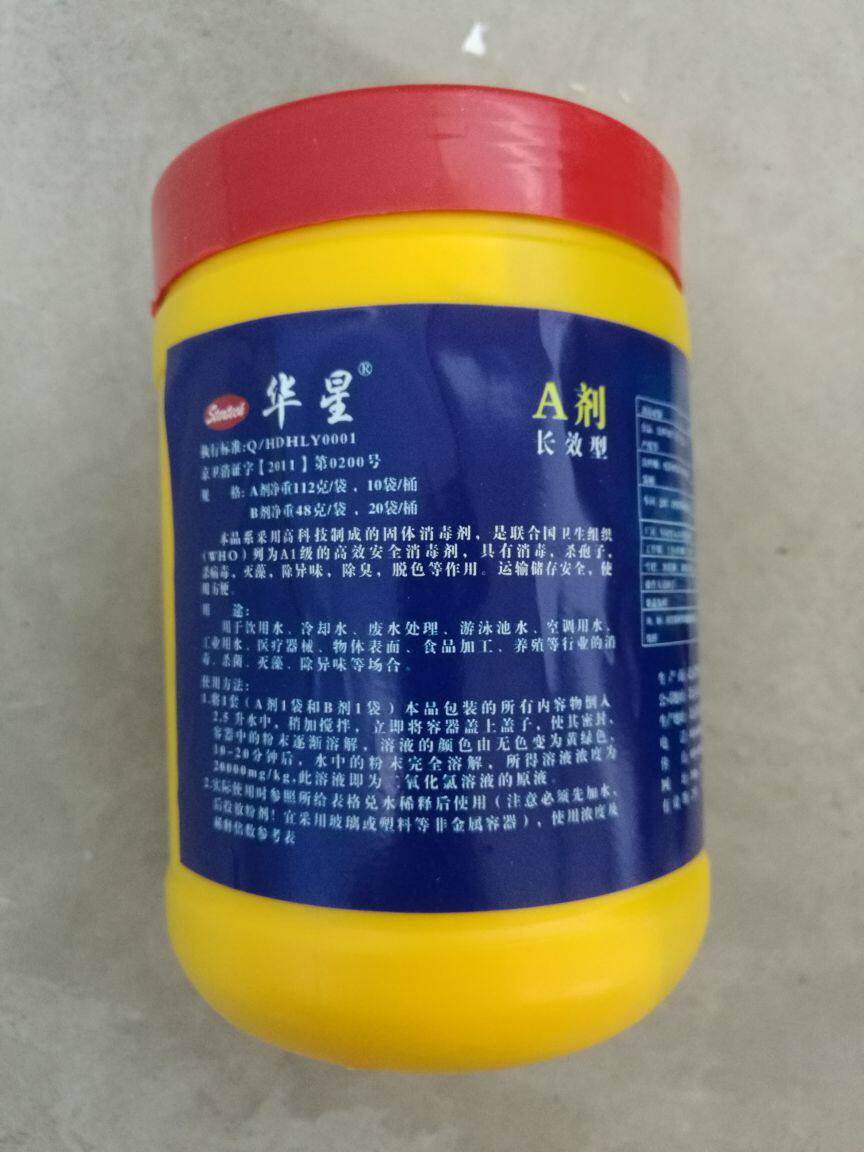 华星®
A剂
长效型
执行标准:Q/HDHLY0001
京卫消证字【2011】第0200号
规 格: A剂净重112克/袋 、10袋/桶
B剂净重48克/袋 、20袋/桶
本品系采用高科技制成的固体消毒剂，是联合国卫生组织
(WHO)列为A1级的高效安全消毒剂，具有消毒，杀孢子，
杀病毒，灭藻，除异味，除臭，脱色等作用。运输储存安全，使
用方便。
用 途：
用于饮用水、冷却水、废水处理、游泳池水、空调用水、
工业用水、医疗器械、物体表面、食品加工、养殖等行业的消
毒、杀菌、灭藻、除异味等场合。
使用方法：
1.将1套（A剂1袋和B剂1袋）本品包装的所有内容物倒入
2.5升水中，稍加搅拌，立即将容器盖上盖子，使其密封，
容器中的粉末逐渐溶解，溶液的颜色由无色变为黄绿色，
10-20分钟后，水中的粉末完全溶解，所得溶液浓度为
20000mg/kg,此溶液即为二氧化氯溶液的原液。
2.实际使用时参照所给表格兑水稀释后使用（注意必须先加水，
后投放粉剂！宜采用玻璃或塑料等非金属容器），使用浓度及
稀释倍数参考表
生产